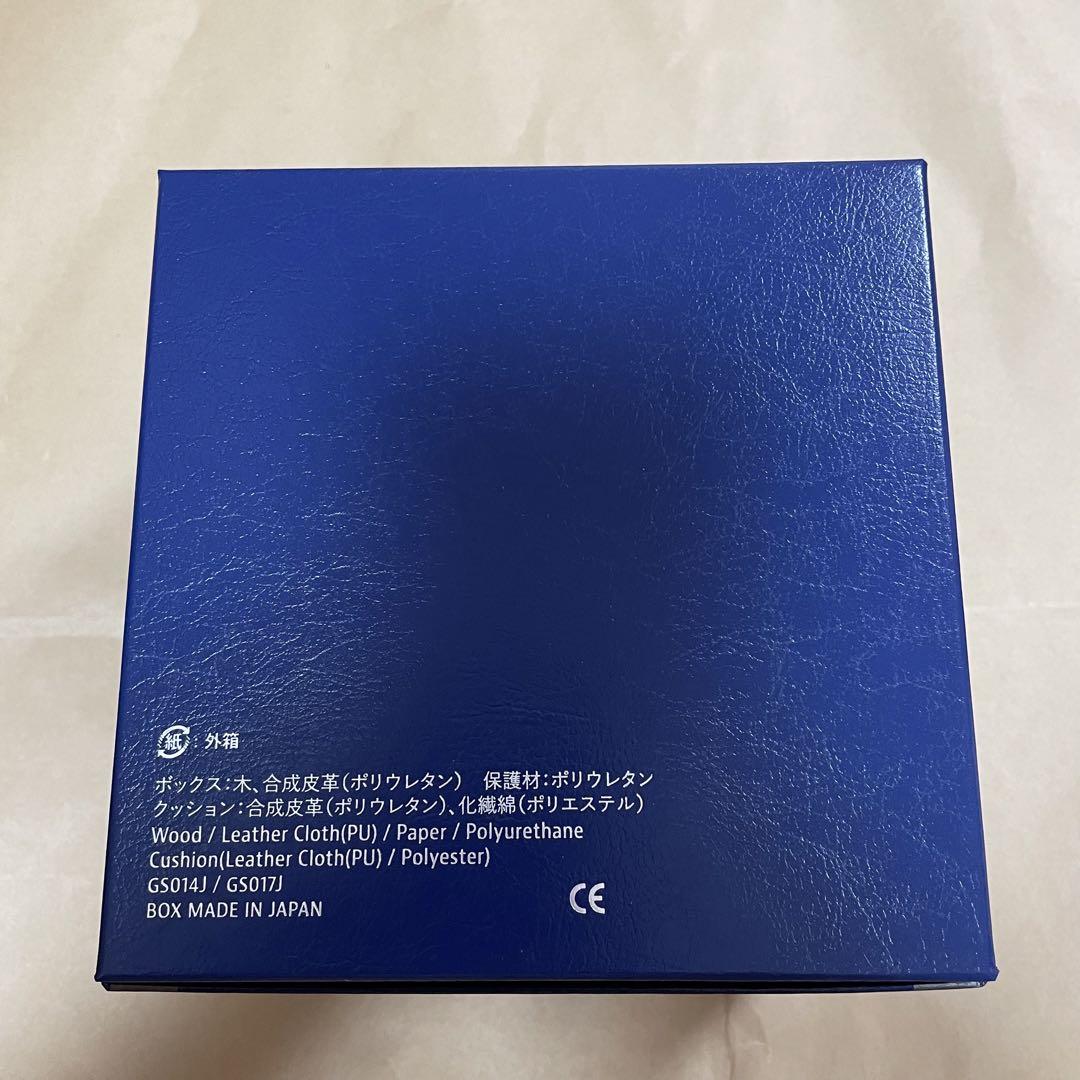 紙:外箱
ボックス:木、合成皮革(ポリウレタン) 保護材:ポリウレタン
クッション:合成皮革(ポリウレタン)、化繊綿(ポリエステル)
Wood / Leather Cloth(PU) / Paper / Polyurethane
Cushion(Leather Cloth(PU) / Polyester)
GS014J / GS017J
BOX MADE IN JAPAN
CE